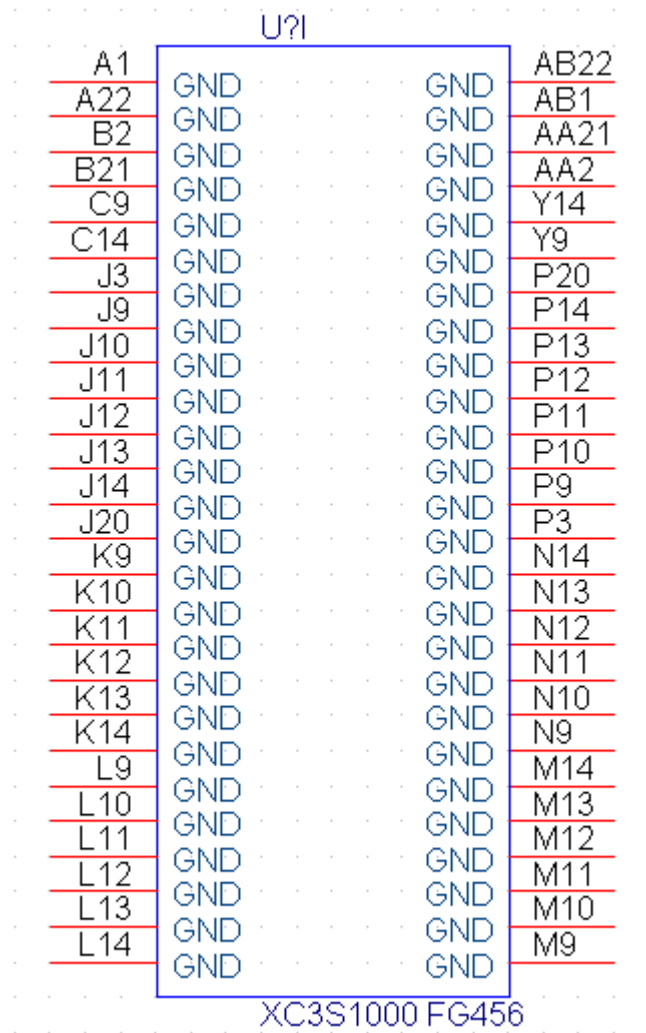 U?I
A1 GND GND AB22
A22 GND GND AB1
B2 GND GND AA21
B21 GND GND AA2
C9 GND GND Y14
C14 GND GND Y9
J3 GND GND P20
J9 GND GND P14
J10 GND GND P13
J11 GND GND P12
J12 GND GND P11
J13 GND GND P10
J14 GND GND P9
J20 GND GND P3
K9 GND GND N14
K10 GND GND N13
K11 GND GND N12
K12 GND GND N11
K13 GND GND N10
K14 GND GND N9
L9 GND GND M14
L10 GND GND M13
L11 GND GND M12
L12 GND GND M11
L13 GND GND M10
L14 GND GND M9
XC3S1000 FG456